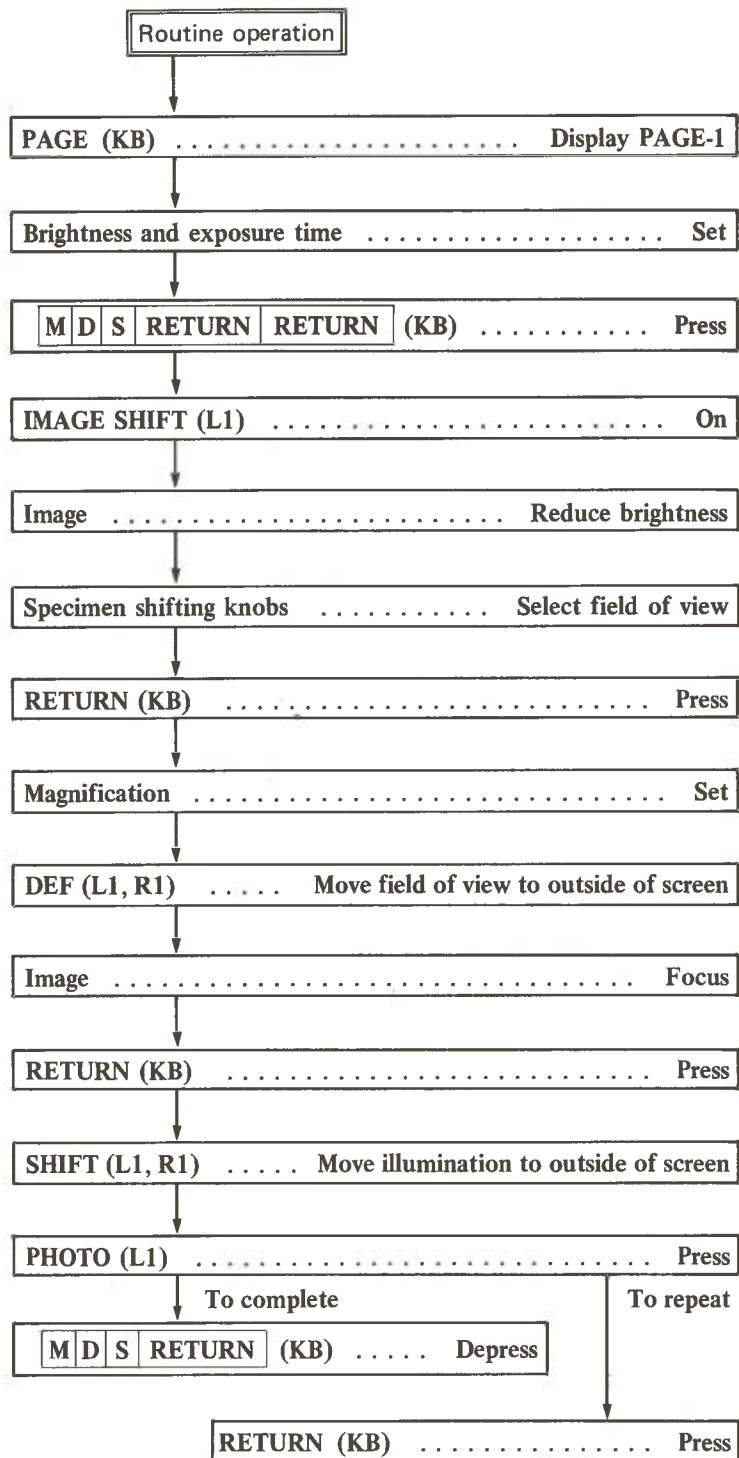 Routine operation
PAGE (KB) . . . . . . . . . . . . . . . . . . . . Display PAGE-1
Brightness and exposure time . . . . . . . . . . . . . . . . . . . Set
M D S RETURN RETURN (KB) . . . . . . . . . . . Press
IMAGE SHIFT (L1) . . . . . . . . . . . . . . . . . . . . . . . . . On
Image . . . . . . . . . . . . . . . . . . . . . . . . . Reduce brightness
Specimen shifting knobs . . . . . . . . . . . Select field of view
RETURN (KB) . . . . . . . . . . . . . . . . . . . . . . . . . . . Press
Magnification . . . . . . . . . . . . . . . . . . . . . . . . . . . . . . Set
DEF (L1, R1) . . . . . Move field of view to outside of screen
Image . . . . . . . . . . . . . . . . . . . . . . . . . . . . . . . . . Focus
RETURN (KB) . . . . . . . . . . . . . . . . . . . . . . . . . . . Press
SHIFT (L1, R1) . . . . . Move illumination to outside of screen
PHOTO (L1) . . . . . . . . . . . . . . . . . . . . . . . . . . . . . Press
To complete To repeat
M D S RETURN (KB) . . . . . Depress
RETURN (KB) . . . . . . . . . . . . . . . Press